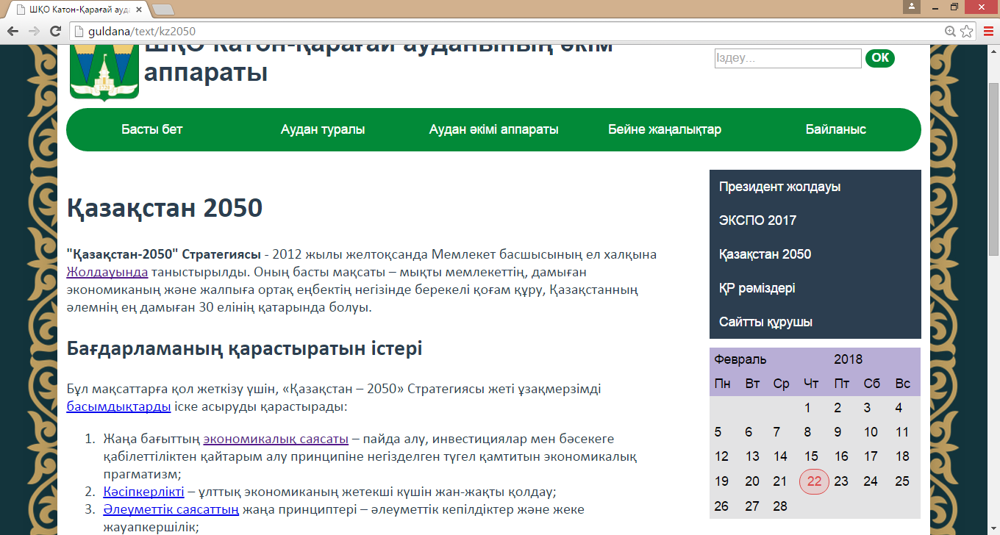 ШҚО Катон-Қарағай ауда
guldana/text/kz2050
ШҚО Катон-Қарағай ауданының әкім
аппараты
Іздеу...
ОК
Басты бет
Аудан туралы
Аудан әкімі аппараты
Бейне жаңалықтар
Байланыс
Қазақстан 2050
"Қазақстан-2050" Стратегиясы - 2012 жылы желтоқсанда Мемлекет басшысының ел халқына
Жолдауында таныстырылды. Оның басты мақсаты – мықты мемлекеттің, дамыған
экономиканың және жалпыға ортақ еңбектің негізінде берекелі қоғам құру, Қазақстанның
әлемнің ең дамыған 30 елінің қатарында болуы.
Бағдарламаның қарастыратын істері
Бұл мақсаттарға қол жеткізу үшін, «Қазақстан – 2050» Стратегиясы жеті ұзақмерзімді
басымдықтарды іске асыруды қарастырады:
1. Жаңа бағыттың экономикалық саясаты – пайда алу, инвестициялар мен бәсекеге
қабілеттіліктен қайтарым алу принципіне негізделген түгел қамтитын экономикалық
прагматизм;
2. Кәсіпкерлікті – ұлттық экономиканың жетекші күшін жан-жақты қолдау;
3. Әлеуметтік саясаттың жаңа принциптері – әлеуметтік кепілдіктер және жеке
жауапкершілік;
Президент жолдауы
ЭКСПО 2017
Қазақстан 2050
ҚР рәміздері
Сайтты құрушы
Февраль 2018
Пн Вт Ср Чт Пт Сб Вс
1 2 3 4
5 6 7 8 9 10 11
12 13 14 15 16 17 18
19 20 21 22 23 24 25
26 27 28